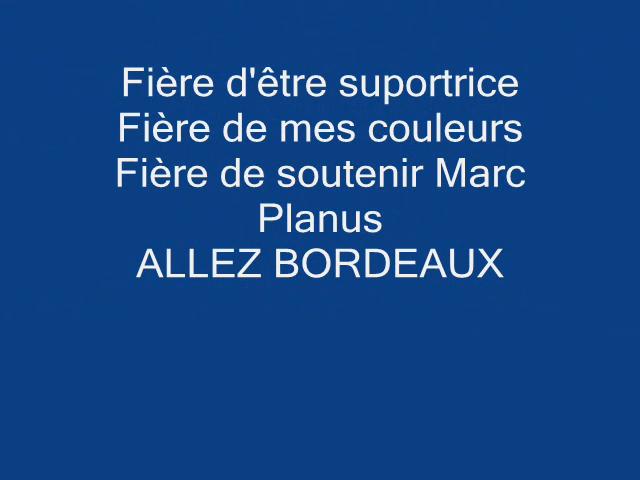 Fière d'être suportrice
Fière de mes couleurs
Fière de soutenir Marc
Planus
ALLEZ BORDEAUX